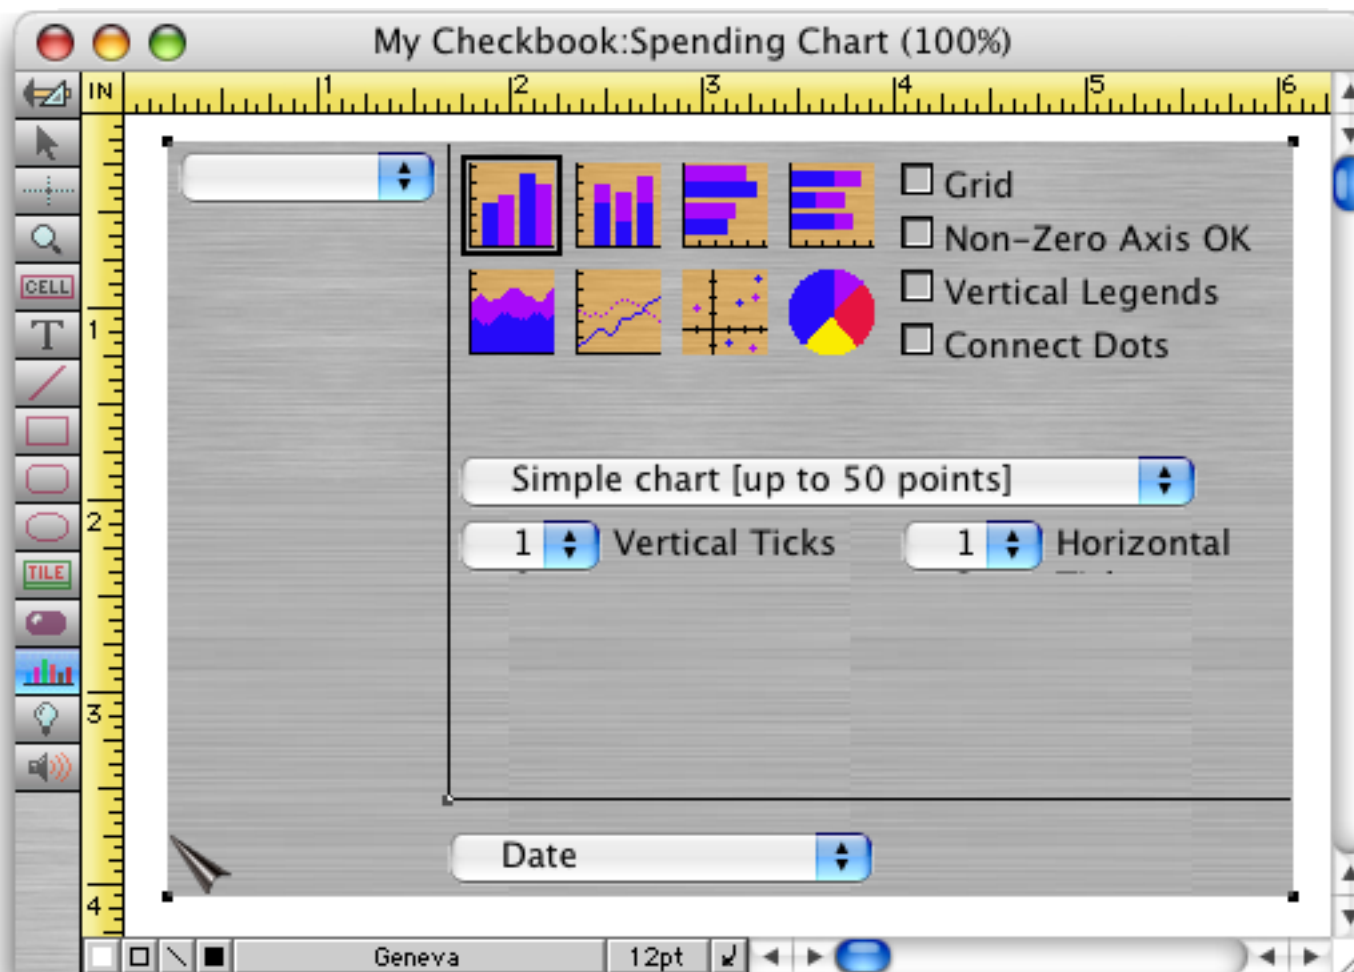 My Checkbook:Spending Chart (100%)
IN
1
2
3
4
5
6
Grid
Non-Zero Axis OK
CELL
Vertical Legends
T
1
Connect Dots
Simple chart [up to 50 points]
2
1 Vertical Ticks
1 Horizontal
TILE
3
Date
4
Geneva
12pt